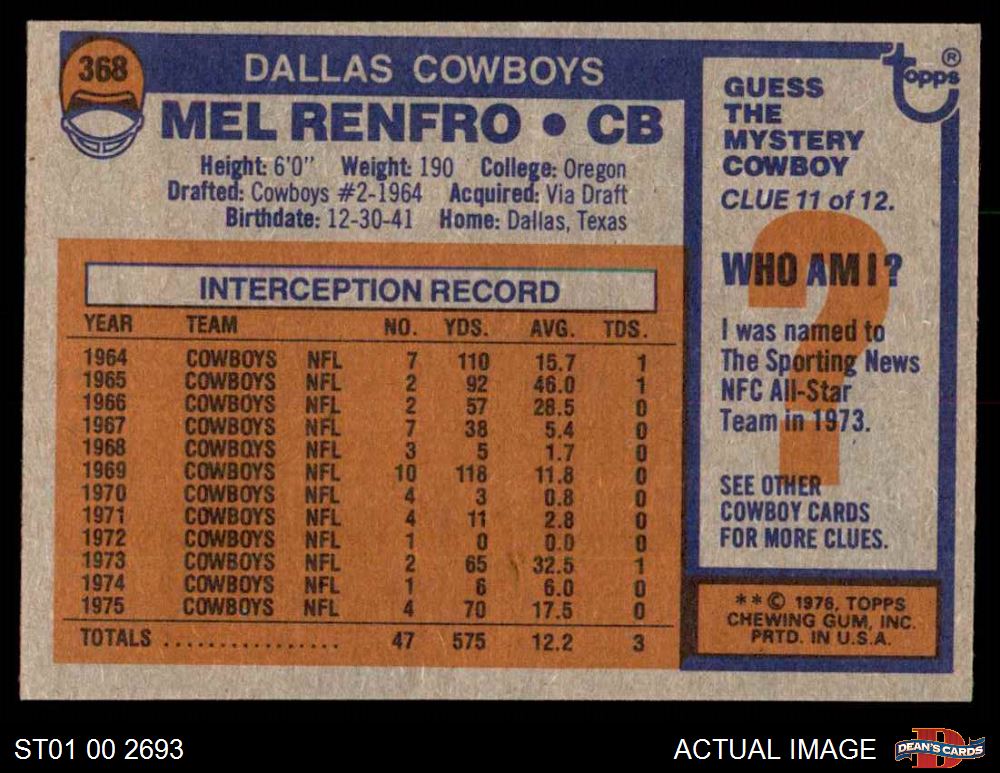 368
DALLAS COWBOYS
MEL RENFRO • CB
Height: 6'0" Weight: 190 College: Oregon
Drafted: Cowboys #2-1964 Acquired: Via Draft
Birthdate: 12-30-41 Home: Dallas, Texas
INTERCEPTION RECORD
YEAR TEAM NO. YDS. AVG. TDS.
1964 COWBOYS NFL 7 110 15.7 1
1965 COWBOYS NFL 2 92 46.0 1
1966 COWBOYS NFL 2 57 28.5 0
1967 COWBOYS NFL 7 38 5.4 0
1968 COWBOYS NFL 3 5 1.7 0
1969 COWBOYS NFL 10 118 11.8 0
1970 COWBOYS NFL 4 3 0.8 0
1971 COWBOYS NFL 4 11 2.8 0
1972 COWBOYS NFL 1 0 0.0 0
1973 COWBOYS NFL 2 65 32.5 1
1974 COWBOYS NFL 1 6 6.0 0
1975 COWBOYS NFL 4 70 17.5 0
TOTALS ................. 47 575 12.2 3
topps ®
GUESS
THE
MYSTERY
COWBOY
CLUE 11 of 12.
WHO AM I?
I was named to
The Sporting News
NFC All-Star
Team in 1973.
SEE OTHER
COWBOY CARDS
FOR MORE CLUES.
* * © 1976, TOPPS
CHEWING GUM, INC.
PRTD. IN U.S.A.
ST01 00 2693
ACTUAL IMAGE
D
DEAN'S CARDS